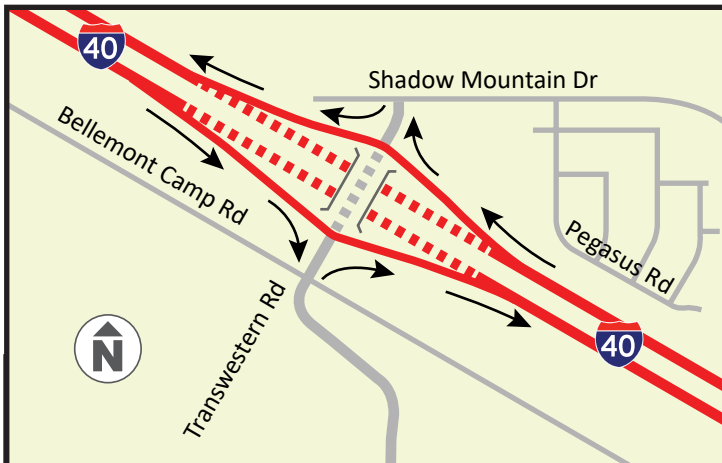 40
Shadow Mountain Dr
Bellemont Camp Rd
Pegasus Rd
Transwestern Rd
40
N